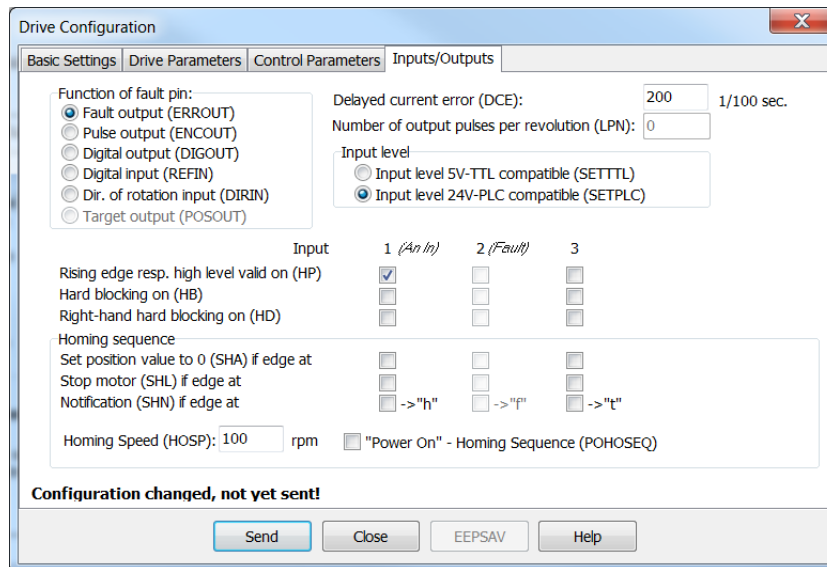 Drive Configuration
Basic Settings Drive Parameters Control Parameters Inputs/Outputs
Function of fault pin:
Fault output (ERROUT)
Pulse output (ENCOUT)
Digital output (DIGOUT)
Digital input (REFIN)
Dir. of rotation input (DIRIN)
Target output (POSOUT)
Delayed current error (DCE): 200 1/100 sec.
Number of output pulses per revolution (LPN): 0
Input level
Input level 5V-TTL compatible (SETTTL)
Input level 24V-PLC compatible (SETPLC)
Input 1 (An In) 2 (Fault) 3
Rising edge resp. high level valid on (HP)
Hard blocking on (HB)
Right-hand hard blocking on (HD)
Homing sequence
Set position value to 0 (SHA) if edge at
Stop motor (SHL) if edge at
Notification (SHN) if edge at ->"h" ->"f" ->"t"
Homing Speed (HOSP): 100 rpm "Power On" - Homing Sequence (POHOSEQ)
Configuration changed, not yet sent!
Send Close EEPSAV Help